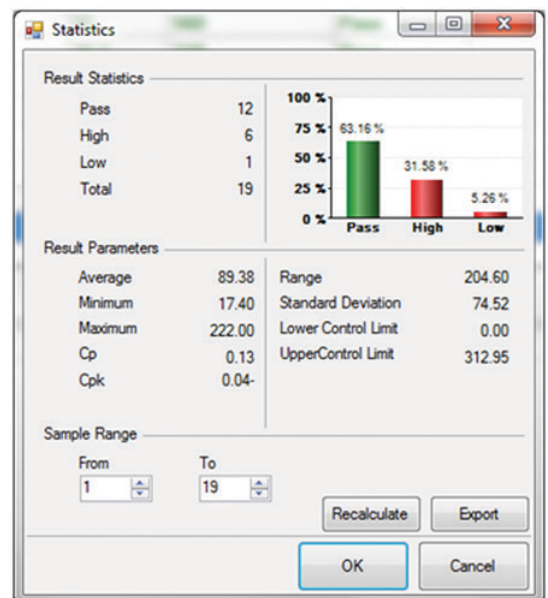 Statistics
Result Statistics
Pass 12
High 6
Low 1
Total 19
100 %
75 %
50 %
25 %
0 %
63.16 %
31.58 %
5.26 %
Pass High Low
Result Parameters
Average 89.38
Minimum 17.40
Maximum 222.00
Cp 0.13
Cpk 0.04-
Range 204.60
Standard Deviation 74.52
Lower Control Limit 0.00
UpperControl Limit 312.95
Sample Range
From To
1 19
Recalculate Export
OK Cancel